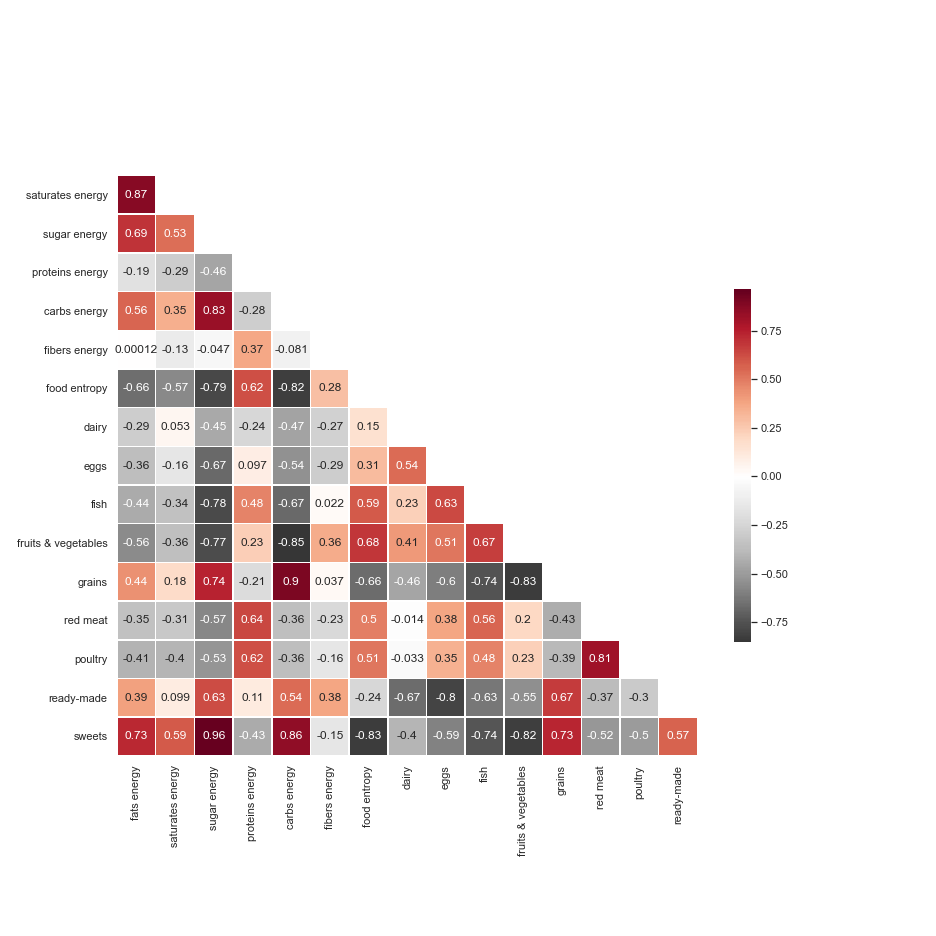 saturates energy 0.87
sugar energy 0.69 0.53
proteins energy -0.19 -0.29 -0.46
carbs energy 0.56 0.35 0.83 -0.28
fibers energy 0.00012 -0.13 -0.047 0.37 -0.081
food entropy -0.66 -0.57 -0.79 0.62 -0.82 0.28
dairy -0.29 0.053 -0.45 -0.24 -0.47 -0.27 0.15
eggs -0.36 -0.16 -0.67 0.097 -0.54 -0.29 0.31 0.54
fish -0.44 -0.34 -0.78 0.48 -0.67 0.022 0.59 0.23 0.63
fruits & vegetables -0.56 -0.36 -0.77 0.23 -0.85 0.36 0.68 0.41 0.51 0.67
grains 0.44 0.18 0.74 -0.21 0.9 0.037 -0.66 -0.46 -0.6 -0.74 -0.83
red meat -0.35 -0.31 -0.57 0.64 -0.36 -0.23 0.5 -0.014 0.38 0.56 0.2 -0.43
poultry -0.41 -0.4 -0.53 0.62 -0.36 -0.16 0.51 -0.033 0.35 0.48 0.23 -0.39 0.81
ready-made 0.39 0.099 0.63 0.11 0.54 0.38 -0.24 -0.67 -0.8 -0.63 -0.55 0.67 -0.37 -0.3
sweets 0.73 0.59 0.96 -0.43 0.86 -0.15 -0.83 -0.4 -0.59 -0.74 -0.82 0.73 -0.52 -0.5 0.57
fats energy
saturates energy
sugar energy
proteins energy
carbs energy
fibers energy
food entropy
dairy
eggs
fish
fruits & vegetables
grains
red meat
poultry
ready-made
0.75
0.50
0.25
0.00
−0.25
−0.50
−0.75